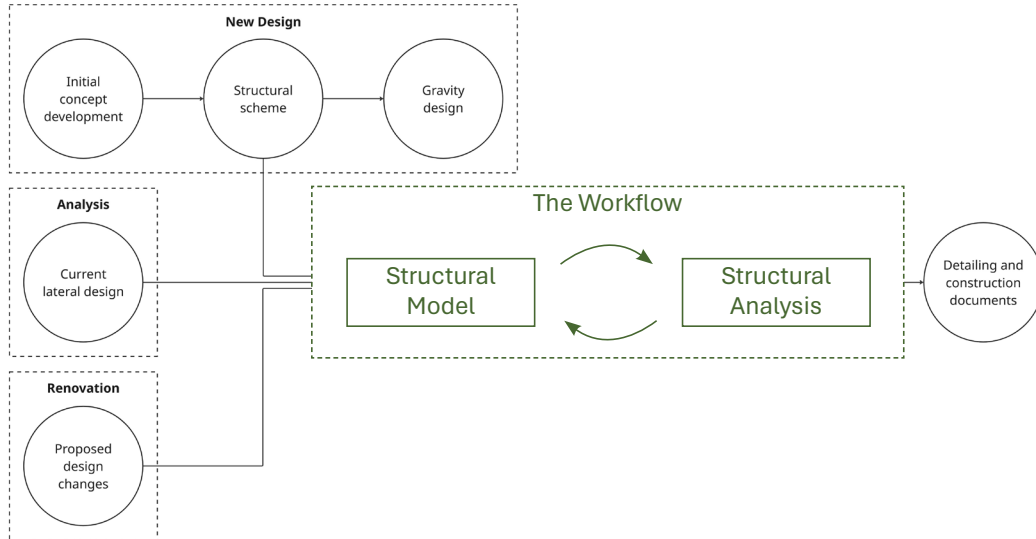 New Design
Initial
concept
development
Structural
scheme
Gravity
design
Analysis
Current
lateral design
The Workflow
Structural
Model
Structural
Analysis
Detailing and
construction
documents
Renovation
Proposed
design
changes